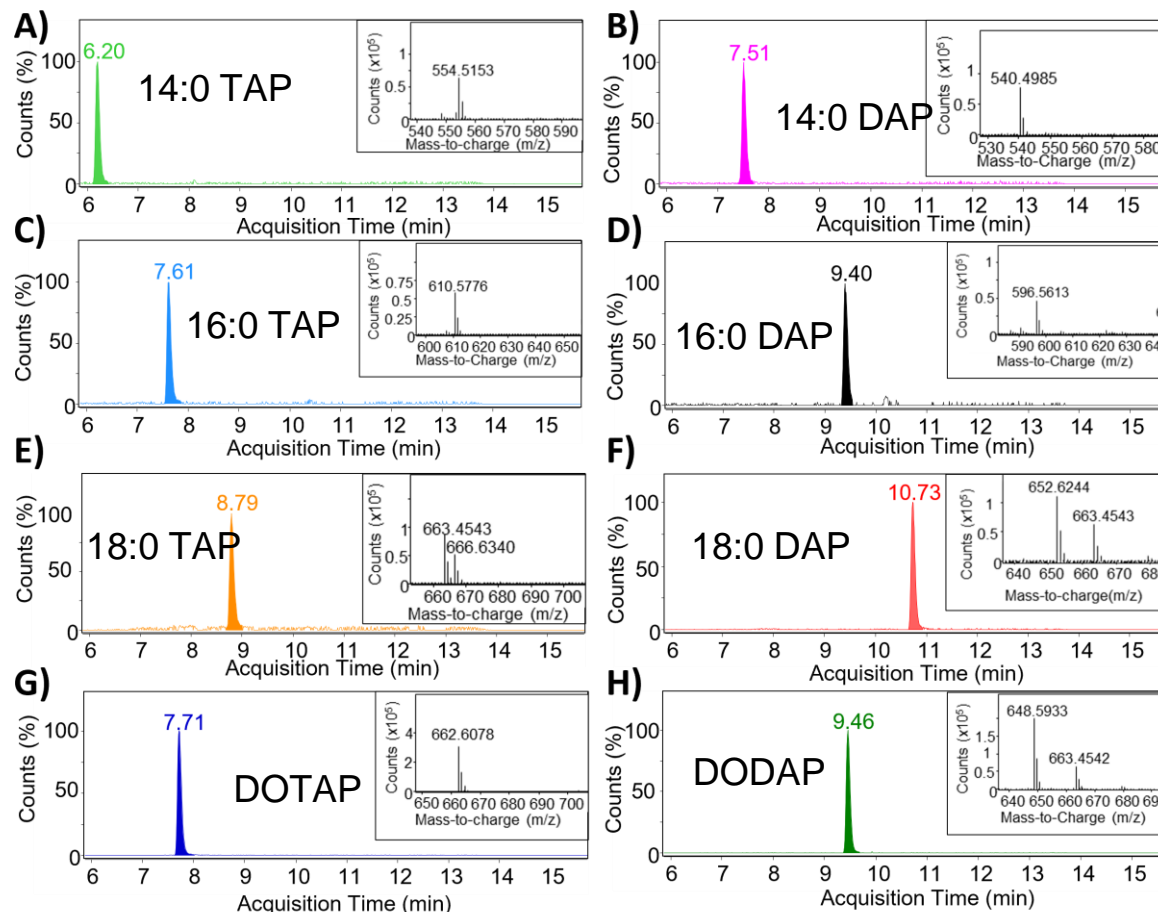 A)
Counts (%)
100
50
0
6.20
14:0 TAP
Counts (x10⁵)
1
0.5
0
554.5153
540 550 560 570 580 590
Mass-to-charge (m/z)
6 7 8 9 10 11 12 13 14 15
Acquisition Time (min)
B)
Counts (%)
100
50
0
7.51
14:0 DAP
Counts (x10⁵)
1
0.5
0
540.4985
530 540 550 560 570 580
Mass-to-charge (m/z)
6 7 8 9 10 11 12 13 14 15
Acquisition Time (min)
C)
Counts (%)
100
50
0
7.61
16:0 TAP
Counts (x10⁵)
0.75
0.5
0.25
0
610.5776
600 610 620 630 640 650
Mass-to-Charge (m/z)
6 7 8 9 10 11 12 13 14 15
Acquisition Time (min)
D)
Counts (%)
100
50
0
9.40
16:0 DAP
Counts (x10⁵)
1
0.5
0
596.5613
590 600 610 620 630 64
Mass-to-Charge (m/z)
6 7 8 9 10 11 12 13 14 15
Acquisition Time (min)
E)
Counts (%)
100
50
0
8.79
18:0 TAP
Counts (x10⁵)
1
0.5
0
663.4543
666.6340
660 670 680 690 700
Mass-to-charge (m/z)
6 7 8 9 10 11 12 13 14 15
Acquisition Time (min)
F)
Counts (%)
100
50
0
10.73
18:0 DAP
Counts (x10⁵)
1
0.5
0
652.6244
663.4543
640 650 660 670 68
Mass-to-charge(m/z)
6 7 8 9 10 11 12 13 14 15
Acquisition Time (min)
G)
Counts (%)
100
50
0
7.71
DOTAP
Counts (x10⁵)
4
2
0
662.6078
650 660 670 680 690 700
Mass-to-Charge (m/z)
6 7 8 9 10 11 12 13 14 15
Acquisition Time (min)
H)
Counts (%)
100
50
0
9.46
DODAP
Counts (x10⁵)
1.5
1
0.5
0
648.5933
663.4542
640 650 660 670 680 69
Mass-to-Charge (m/z)
6 7 8 9 10 11 12 13 14 15
Acquisition Time (min)